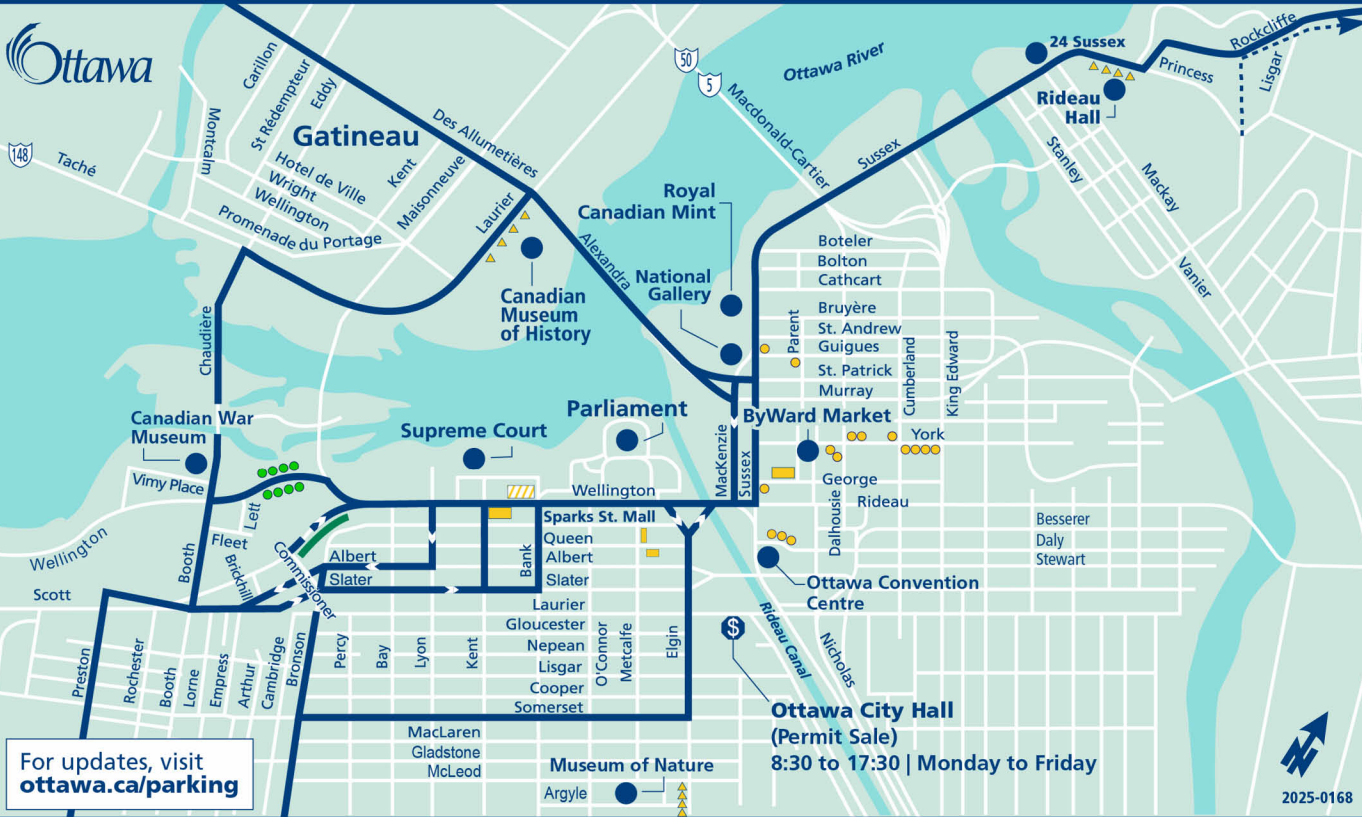 Ottawa
50
5
148
Carillon
St Rédempteur
Eddy
Montcalm
Taché
Gatineau
Hotel de Ville
Wright
Wellington
Promenade du Portage
Kent
Maisonneuve
Des Allumetières
Laurier
Alexandra
Canadian
Museum
of History
Chaudière
Ottawa River
Macdonald-Cartier
Sussex
24 Sussex
Rideau
Hall
Princess
Rockcliffe
Lisgar
Stanley
Mackay
Vanier
Royal
Canadian Mint
National
Gallery
Boteler
Bolton
Cathcart
Bruyère
St. Andrew
Guigues
St. Patrick
Murray
Parent
Cumberland
King Edward
ByWard Market
York
George
Rideau
Dalhousie
MacKenzie
Sussex
Besserer
Daly
Stewart
Canadian War
Museum
Vimy Place
Supreme Court
Parliament
Wellington
Sparks St. Mall
Queen
Albert
Slater
Laurier
Gloucester
Nepean
Lisgar
Cooper
Somerset
MacLaren
Gladstone
McLeod
Argyle
Museum of Nature
Wellington
Scott
Booth
Fleet
Lett
Brickhill
Commissioner
Albert
Slater
Bank
Preston
Rochester
Booth
Lorne
Empress
Arthur
Cambridge
Bronson
Percy
Bay
Lyon
Kent
O'Connor
Metcalfe
Elgin
Ottawa Convention
Centre
Rideau Canal
Nicholas
$
Ottawa City Hall
(Permit Sale)
8:30 to 17:30 | Monday to Friday
For updates, visit
ottawa.ca/parking
N
2025-0168